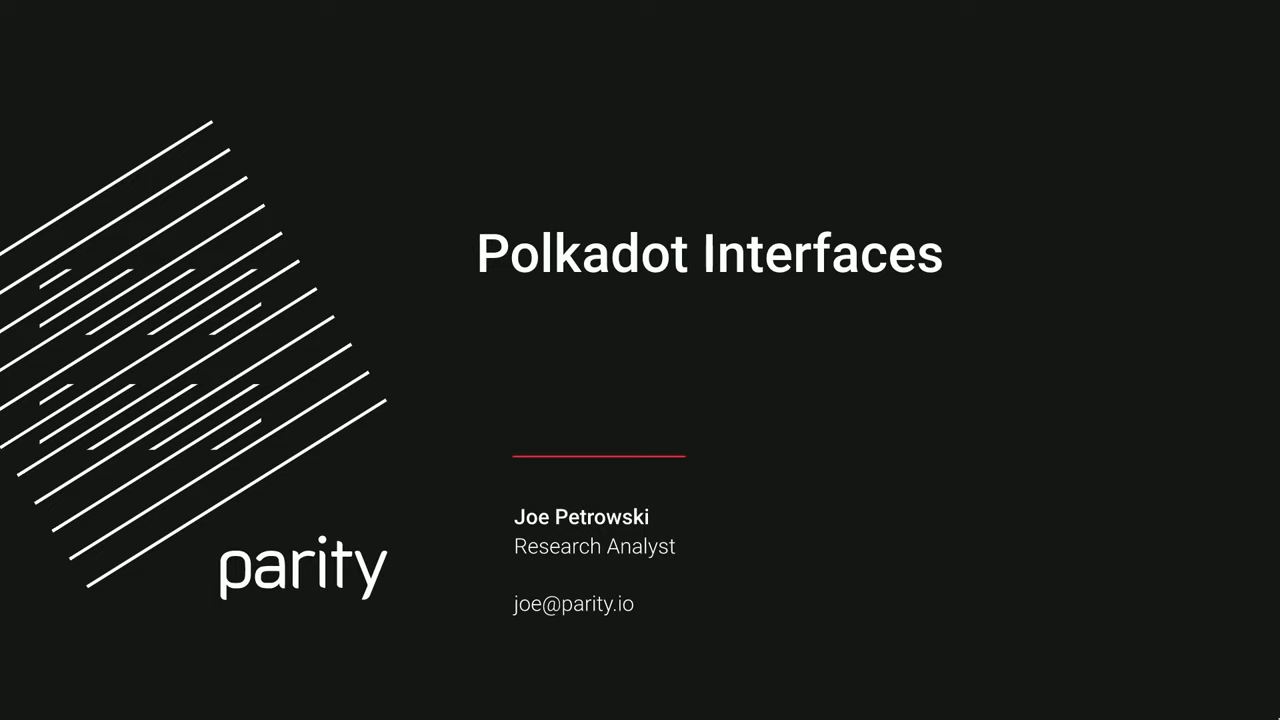 Polkadot Interfaces
Joe Petrowski
Research Analyst
joe@parity.io
parity